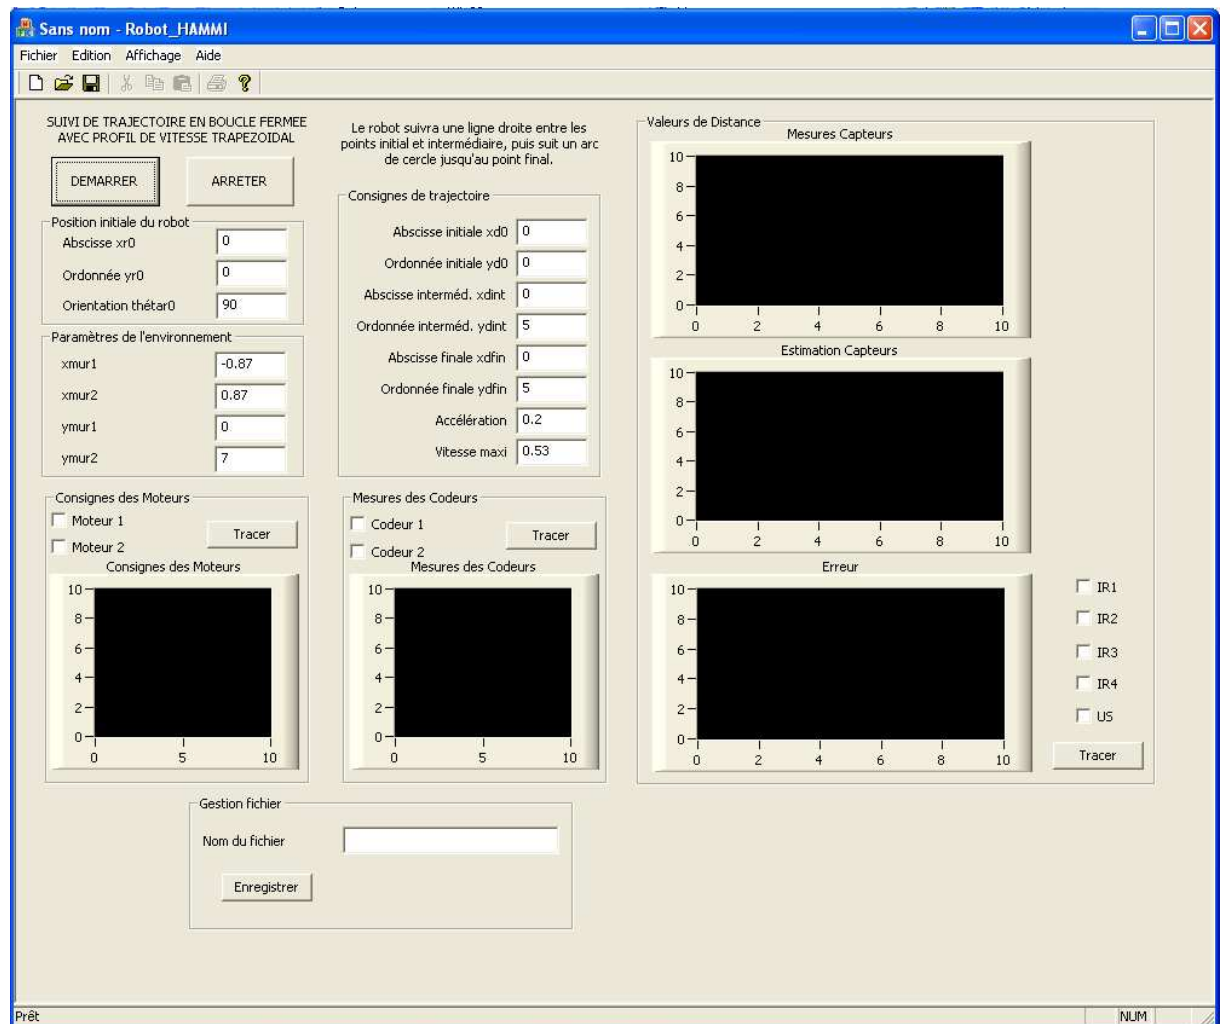 Sans nom - Robot_HAMMI
Fichier Edition Affichage Aide
SUIVI DE TRAJECTOIRE EN BOUCLE FERMEE
AVEC PROFIL DE VITESSE TRAPEZOIDAL
DEMARRER ARRETER
Position initiale du robot
Abscisse xr0 0
Ordonnée yr0 0
Orientation thétar0 90
Paramètres de l'environnement
xmur1 -0.87
xmur2 0.87
ymur1 0
ymur2 7
Le robot suivra une ligne droite entre les
points initial et intermédiaire, puis suit un arc
de cercle jusqu'au point final.
Consignes de trajectoire
Abscisse initiale xd0 0
Ordonnée initiale yd0 0
Abscisse interméd. xdint 0
Ordonnée interméd. ydint 5
Abscisse finale xdfin 0
Ordonnée finale ydfin 5
Accélération 0.2
Vitesse maxi 0.53
Consignes des Moteurs
Moteur 1
Moteur 2
Tracer
Consignes des Moteurs
10
8
6
4
2
0
0 5 10
Mesures des Codeurs
Codeur 1
Codeur 2
Tracer
Mesures des Codeurs
10
8
6
4
2
0
0 5 10
Valeurs de Distance
Mesures Capteurs
10
8
6
4
2
0
0 2 4 6 8 10
Estimation Capteurs
10
8
6
4
2
0
0 2 4 6 8 10
Erreur
10
8
6
4
2
0
0 2 4 6 8 10
IR1
IR2
IR3
IR4
US
Tracer
Gestion fichier
Nom du fichier
Enregistrer
Prêt NUM